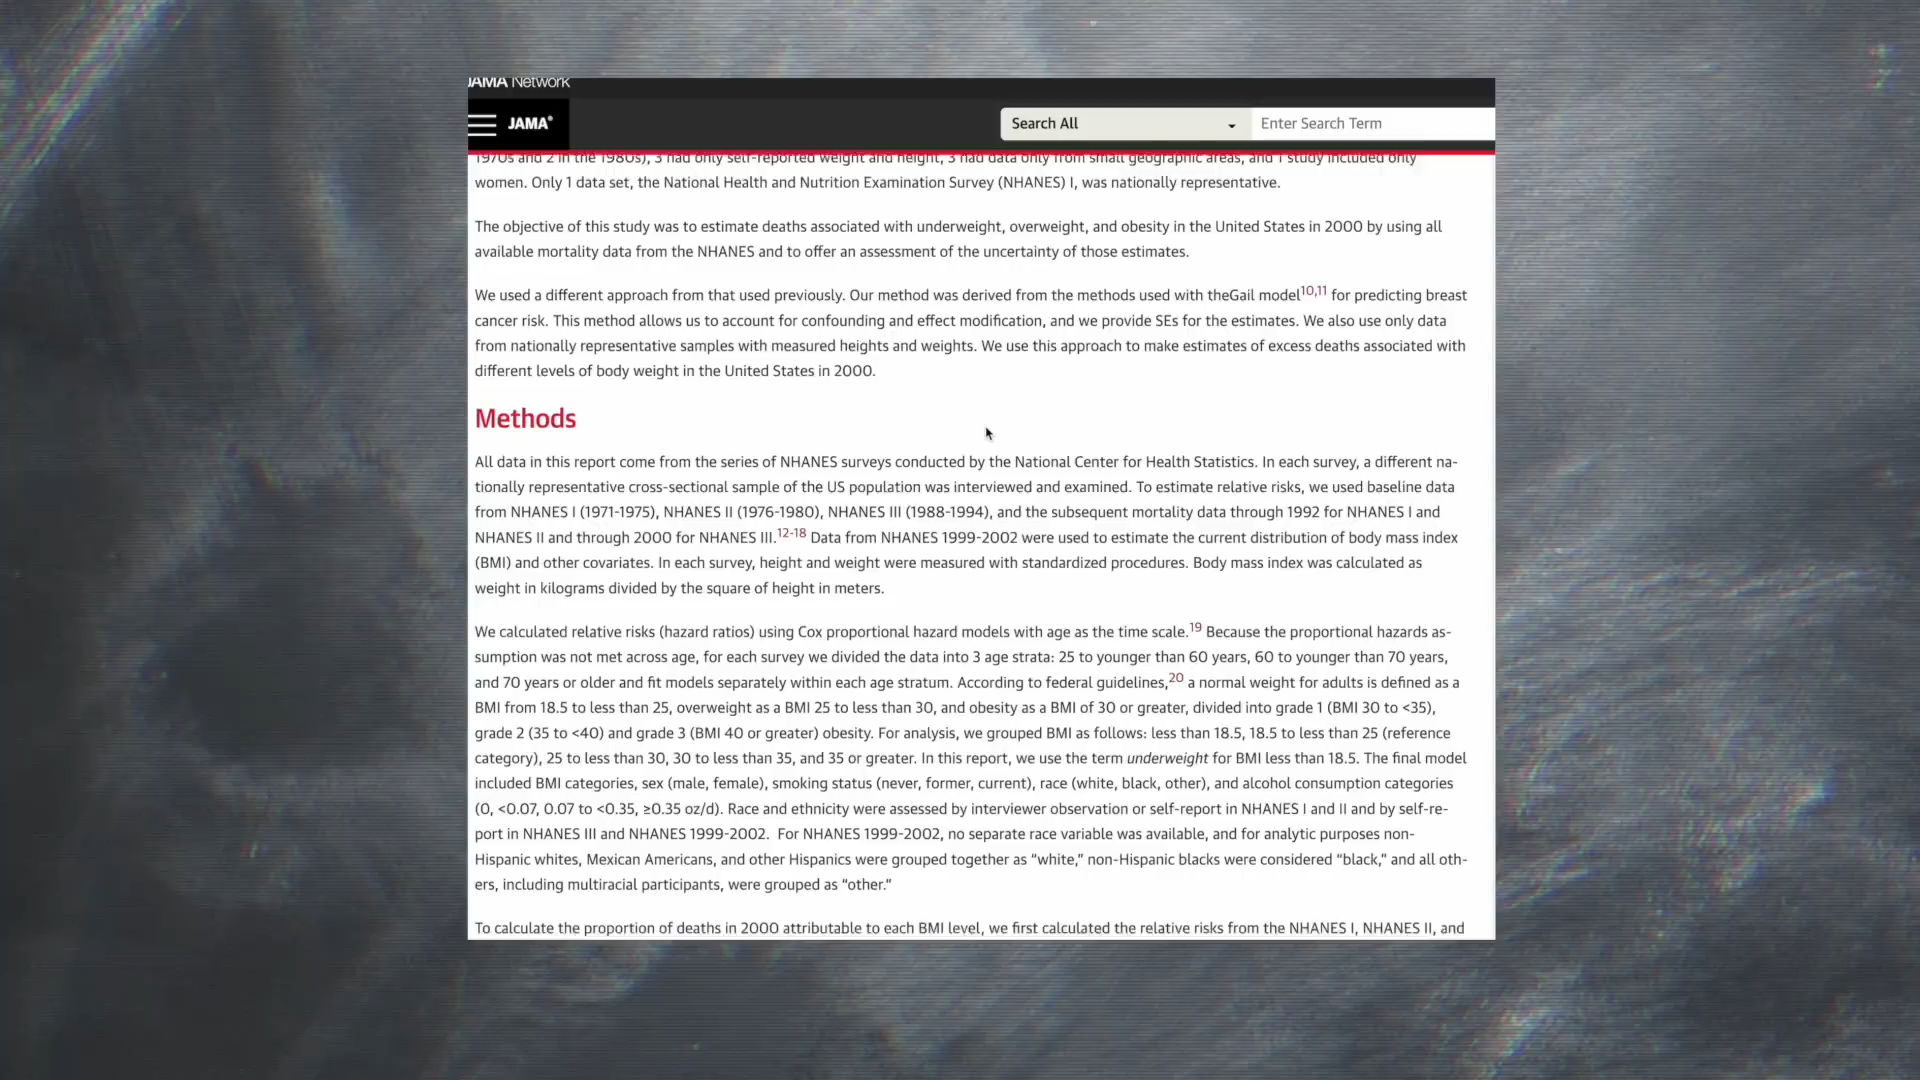 JAMA Network
JAMA®
Search All
Enter Search Term
1970s and 2 in the 1980s), 3 had only self-reported weight and height, 3 had data only from small geographic areas, and 1 study included only
women. Only 1 data set, the National Health and Nutrition Examination Survey (NHANES) I, was nationally representative.
The objective of this study was to estimate deaths associated with underweight, overweight, and obesity in the United States in 2000 by using all
available mortality data from the NHANES and to offer an assessment of the uncertainty of those estimates.
We used a different approach from that used previously. Our method was derived from the methods used with theGail model10,11 for predicting breast
cancer risk. This method allows us to account for confounding and effect modification, and we provide SEs for the estimates. We also use only data
from nationally representative samples with measured heights and weights. We use this approach to make estimates of excess deaths associated with
different levels of body weight in the United States in 2000.
Methods
All data in this report come from the series of NHANES surveys conducted by the National Center for Health Statistics. In each survey, a different na-
tionally representative cross-sectional sample of the US population was interviewed and examined. To estimate relative risks, we used baseline data
from NHANES I (1971-1975), NHANES II (1976-1980), NHANES III (1988-1994), and the subsequent mortality data through 1992 for NHANES I and
NHANES II and through 2000 for NHANES III.12-18 Data from NHANES 1999-2002 were used to estimate the current distribution of body mass index
(BMI) and other covariates. In each survey, height and weight were measured with standardized procedures. Body mass index was calculated as
weight in kilograms divided by the square of height in meters.
We calculated relative risks (hazard ratios) using Cox proportional hazard models with age as the time scale.19 Because the proportional hazards as-
sumption was not met across age, for each survey we divided the data into 3 age strata: 25 to younger than 60 years, 60 to younger than 70 years,
and 70 years or older and fit models separately within each age stratum. According to federal guidelines,20 a normal weight for adults is defined as a
BMI from 18.5 to less than 25, overweight as a BMI 25 to less than 30, and obesity as a BMI of 30 or greater, divided into grade 1 (BMI 30 to <35),
grade 2 (35 to <40) and grade 3 (BMI 40 or greater) obesity. For analysis, we grouped BMI as follows: less than 18.5, 18.5 to less than 25 (reference
category), 25 to less than 30, 30 to less than 35, and 35 or greater. In this report, we use the term underweight for BMI less than 18.5. The final model
included BMI categories, sex (male, female), smoking status (never, former, current), race (white, black, other), and alcohol consumption categories
(0, <0.07, 0.07 to <0.35, ≥0.35 oz/d). Race and ethnicity were assessed by interviewer observation or self-report in NHANES I and II and by self-re-
port in NHANES III and NHANES 1999-2002. For NHANES 1999-2002, no separate race variable was available, and for analytic purposes non-
Hispanic whites, Mexican Americans, and other Hispanics were grouped together as “white,” non-Hispanic blacks were considered “black,” and all oth-
ers, including multiracial participants, were grouped as “other.”
To calculate the proportion of deaths in 2000 attributable to each BMI level, we first calculated the relative risks from the NHANES I, NHANES II, and